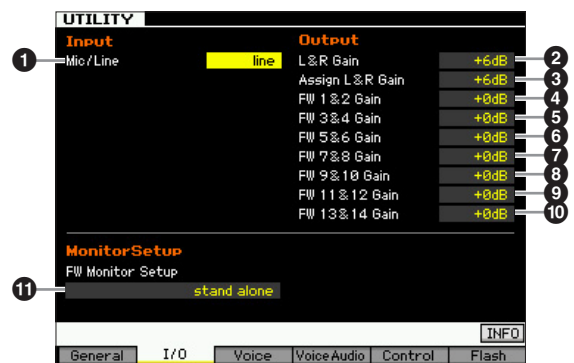 UTILITY
Input Output
1 Mic/Line line L&R Gain +6dB 2
Assign L&R Gain +6dB 3
FW 1&2 Gain +0dB 4
FW 3&4 Gain +0dB 5
FW 5&6 Gain +0dB 6
FW 7&8 Gain +0dB 7
FW 9&10 Gain +0dB 8
FW 11&12 Gain +0dB 9
FW 13&14 Gain +0dB 10
MonitorSetup
FW Monitor Setup
11 stand alone
INFO
General I/O Voice VoiceAudio Control Flash